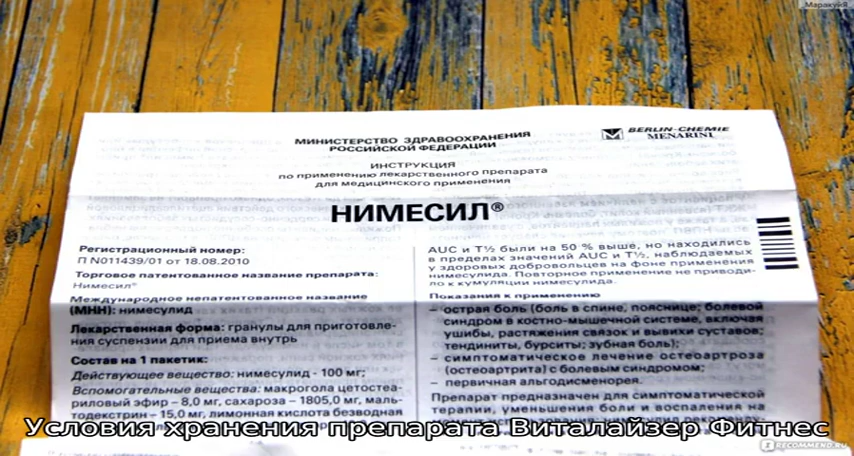 МаракуйЯ
МИНИСТЕРСТВО ЗДРАВООХРАНЕНИЯ
РОССИЙСКОЙ ФЕДЕРАЦИИ
BERLIN-CHEMIE
MENARINI
ИНСТРУКЦИЯ
по применению лекарственного препарата
для медицинского применения
НИМЕСИЛ®
Регистрационный номер:
П N011439/01 от 18.08.2010
Торговое патентованное название препарата:
Нимесил®
Международное непатентованное название
(МНН): нимесулид
Лекарственная форма: гранулы для приготовле-
ния суспензии для приема внутрь
Состав на 1 пакетик:
Действующее вещество: нимесулид - 100 мг;
Вспомогательные вещества: макрогола цетостеа-
риловый эфир – 8,0 мг, сахароза – 1805,0 мг, маль-
тодекстрин – 15,0 мг, лимонная кислота безводная
AUC и T½ были на 50 % выше, но находились
в пределах значений AUC и T½, наблюдаемых
у здоровых добровольцев на фоне применения
нимесулида. Повторное применение не приводи-
ло к кумуляции нимесулида.
Показания к применению
– острая боль (боль в спине, пояснице; болевой
синдром в костно-мышечной системе, включая
ушибы, растяжения связок и вывихи суставов;
тендиниты, бурситы; зубная боль);
– симптоматическое лечение остеоартроза
(остеоартрита) с болевым синдромом;
– первичная альгодисменорея.
Препарат предназначен для симптоматической
терапии, уменьшения боли и воспаления на
Условия хранения препарата Виталайзер Фитнес
IRECOMMEND.RU